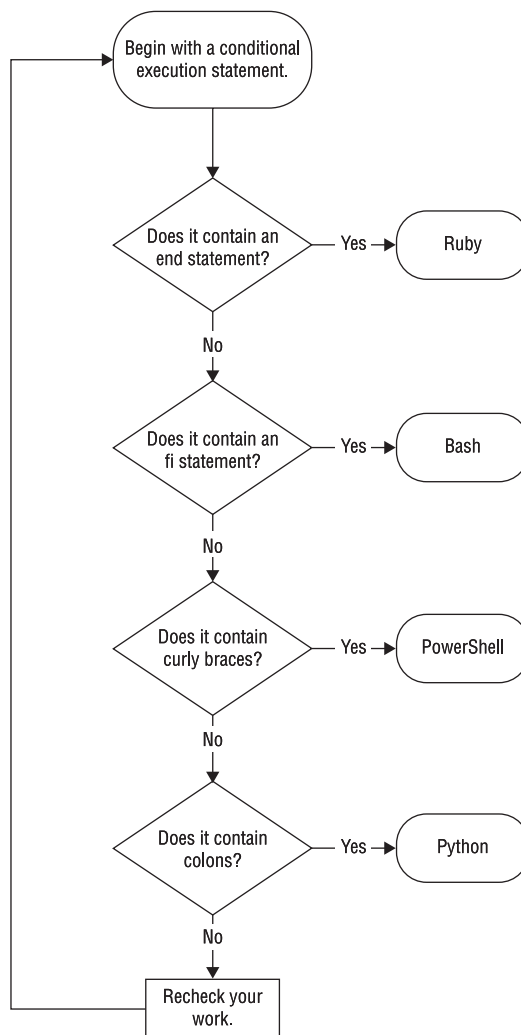 Begin with a conditional
execution statement.
Does it contain an
end statement?
Yes
Ruby
No
Does it contain an
fi statement?
Yes
Bash
No
Does it contain
curly braces?
Yes
PowerShell
No
Does it contain
colons?
Yes
Python
No
Recheck your
work.